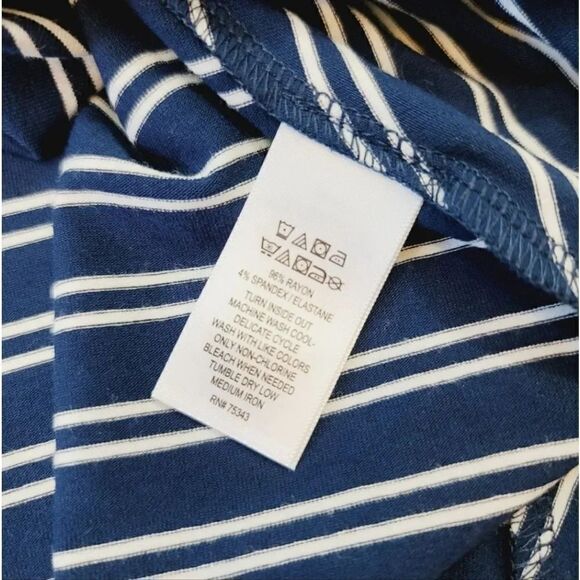 96% RAYON
4% SPANDEX/ELASTANE
TURN INSIDE OUT
MACHINE WASH COOL-
DELICATE CYCLE
WASH WITH LIKE COLORS
ONLY NON-CHLORINE
BLEACH WHEN NEEDED
TUMBLE DRY LOW
MEDIUM IRON
RN# 75343